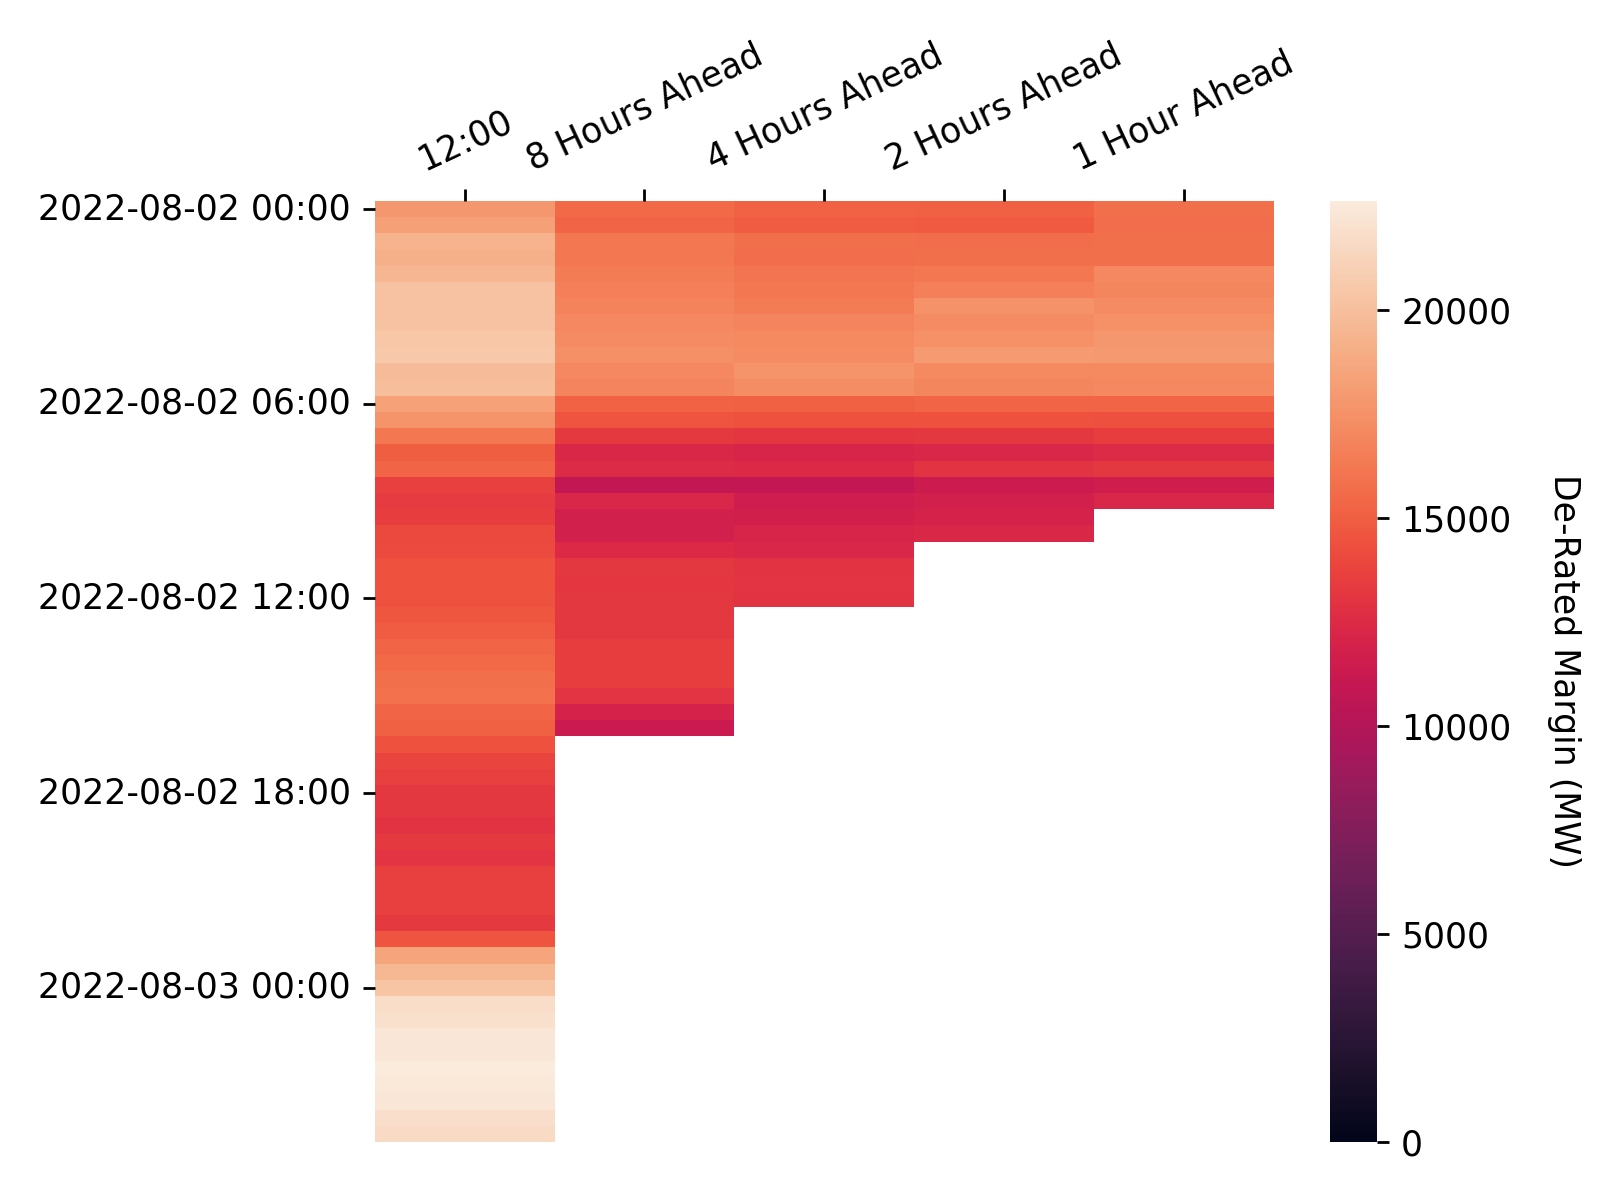 12:00
8 Hours Ahead
4 Hours Ahead
2 Hours Ahead
1 Hour Ahead
2022-08-02 00:00
2022-08-02 06:00
2022-08-02 12:00
2022-08-02 18:00
2022-08-03 00:00
20000
15000
10000
5000
0
De-Rated Margin (MW)